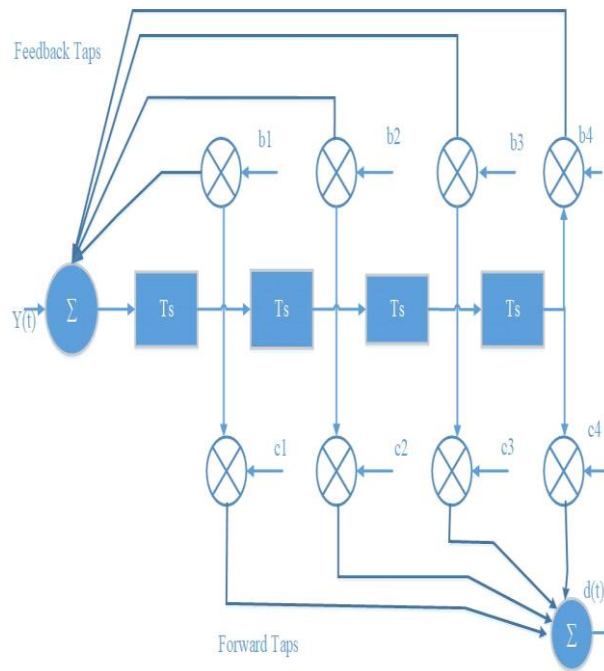 Feedback Taps
b1
b2
b3
b4
Y(t)
Σ
Ts
Ts
Ts
Ts
c1
c2
c3
c4
d(t)
Σ
Forward Taps